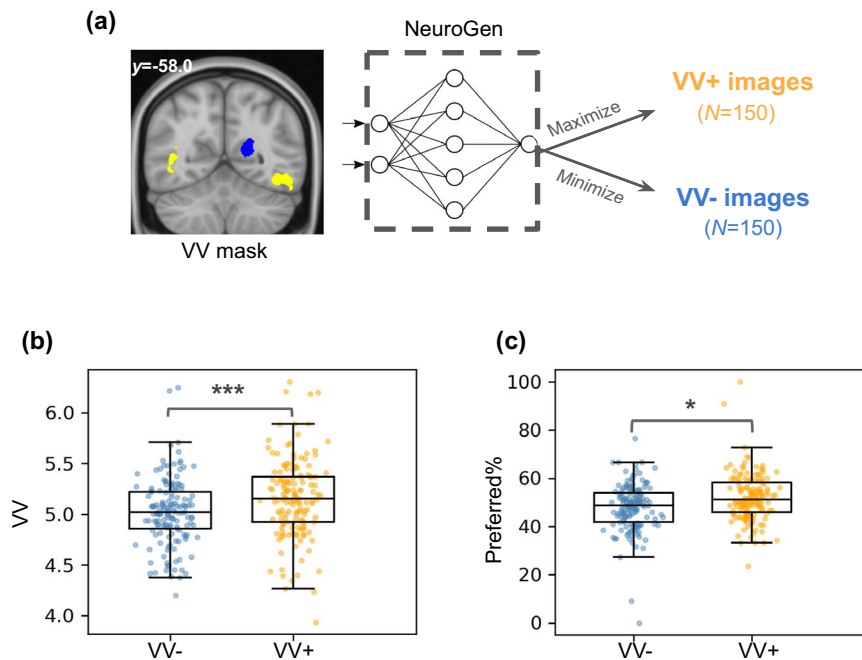 (a)
NeuroGen
y=-58.0
VV mask
Maximize
Minimize
VV+ images
(N=150)
VV- images
(N=150)
(b)
***
VV
6.0
5.5
5.0
4.5
4.0
VV-
VV+
(c)
*
Preferred%
100
80
60
40
20
0
VV-
VV+